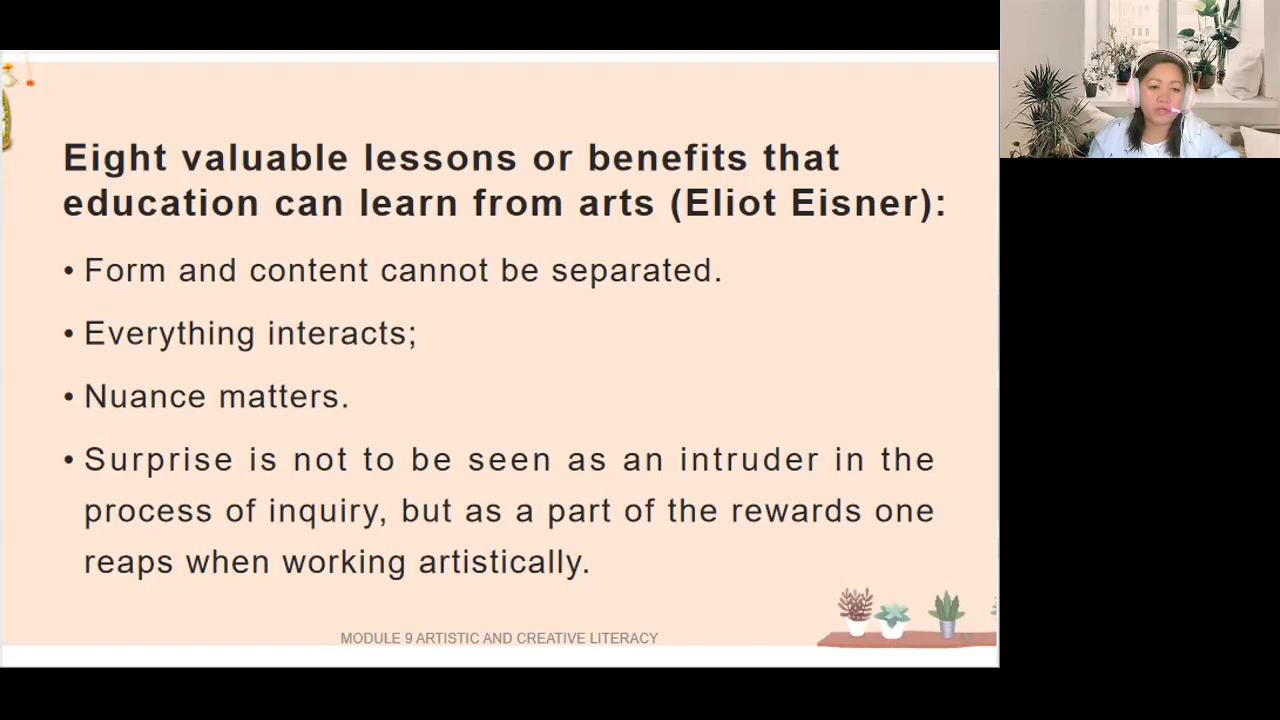 Eight valuable lessons or benefits that
education can learn from arts (Eliot Eisner):
• Form and content cannot be separated.
• Everything interacts;
• Nuance matters.
• Surprise is not to be seen as an intruder in the
process of inquiry, but as a part of the rewards one
reaps when working artistically.
MODULE 9 ARTISTIC AND CREATIVE LITERACY